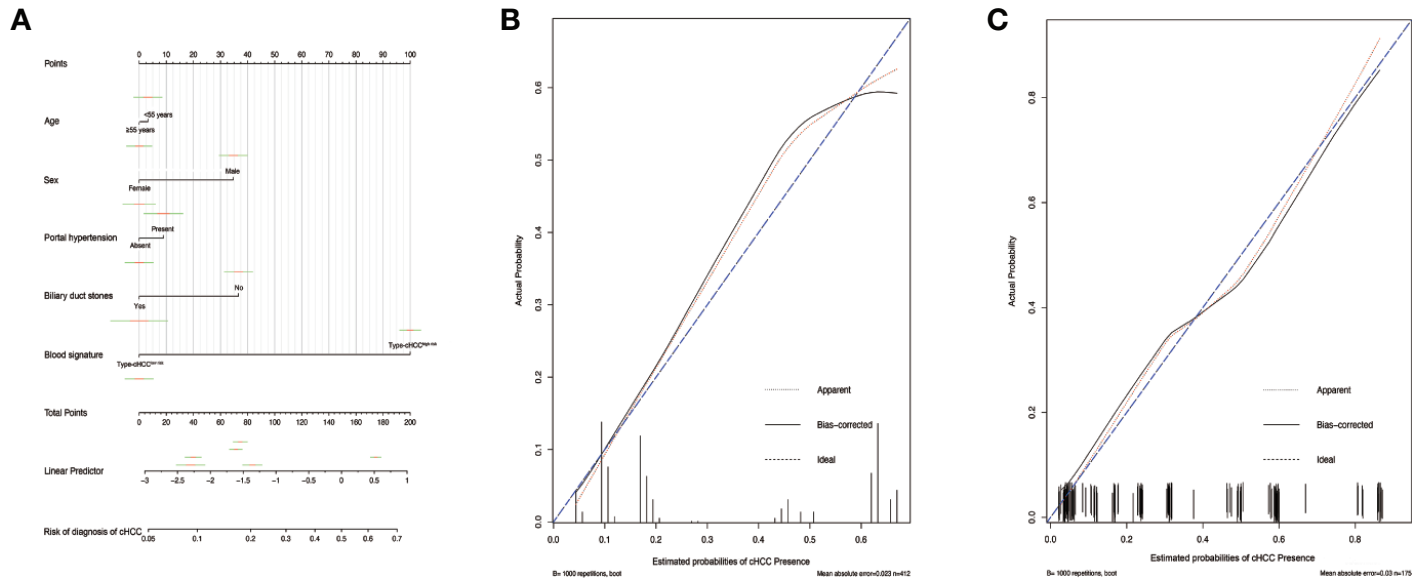 A
Points
0 10 20 30 40 50 60 70 80 90 100
Age
<55 years
≥55 years
Sex
Male
Female
Portal hypertension
Present
Absent
Biliary duct stones
No
Yes
Blood signature
Type-cHCC^high-risk
Type-cHCC^low-risk
Total Points
0 20 40 60 80 100 120 140 160 180 200
Linear Predictor
−3 −2.5 −2 −1.5 −1 −0.5 0 0.5 1
Risk of diagnosis of cHCC
0.05 0.1 0.2 0.3 0.4 0.5 0.6 0.7
B
Actual Probability
0.6
0.5
0.4
0.3
0.2
0.1
0.0
Apparent
Bias−corrected
Ideal
0.0 0.1 0.2 0.3 0.4 0.5 0.6
Estimated probabilities of cHCC Presence
B= 1000 repetitions, boot
Mean absolute error=0.023 n=412
C
Actual Probability
0.8
0.6
0.4
0.2
0.0
Apparent
Bias−corrected
Ideal
0.0 0.2 0.4 0.6 0.8
Estimated probabilities of cHCC Presence
B= 1000 repetitions, boot
Mean absolute error=0.03 n=175